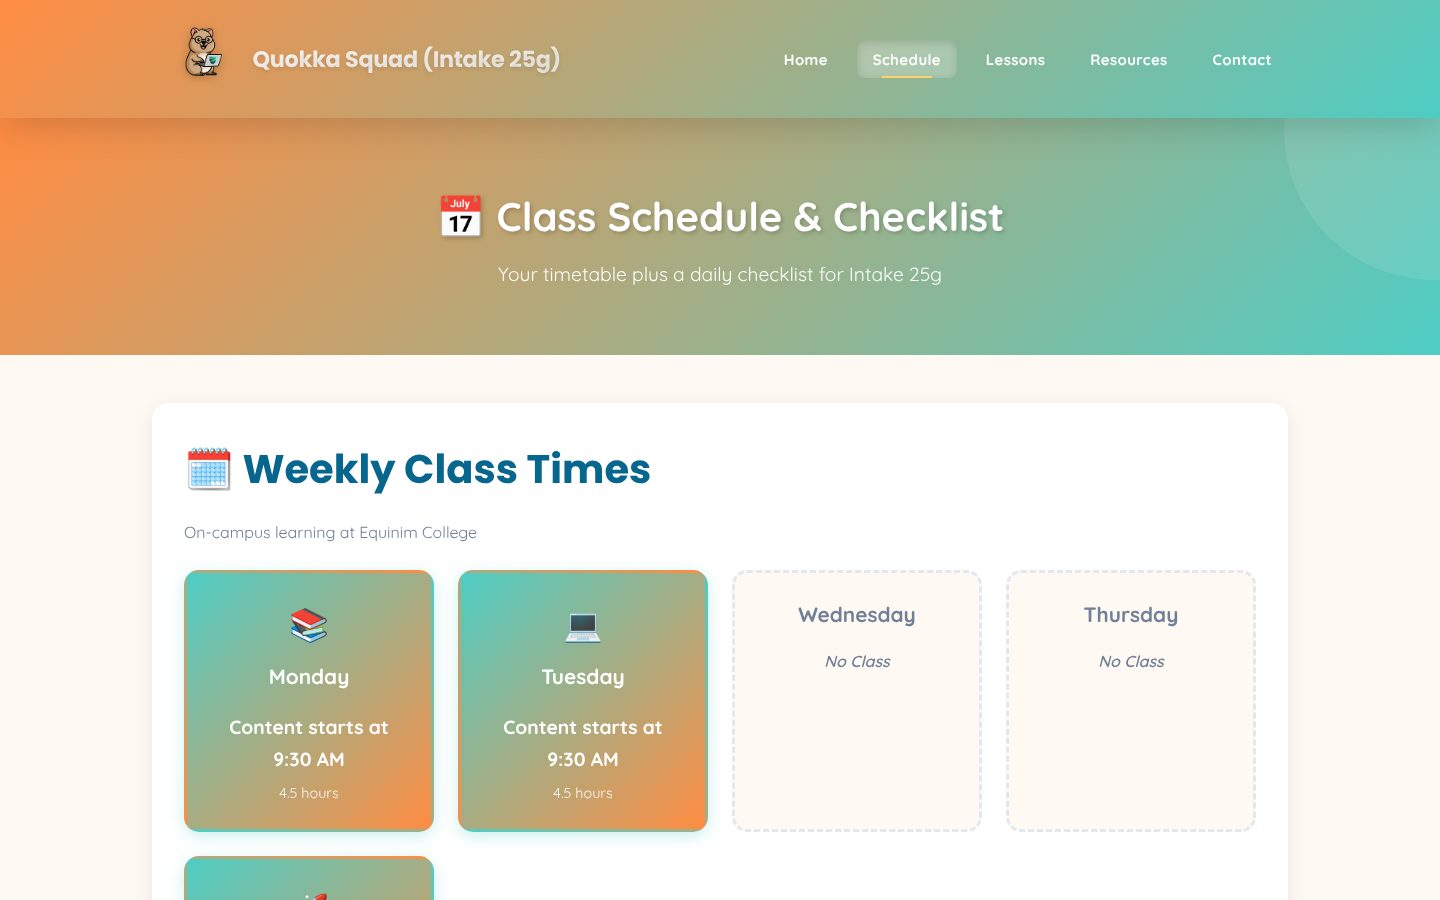 Quokka Squad (Intake 25g)
Home
Schedule
Lessons
Resources
Contact
July
17
Class Schedule & Checklist
Your timetable plus a daily checklist for Intake 25g
Weekly Class Times
On-campus learning at Equinim College
Monday
Content starts at
9:30 AM
4.5 hours
Tuesday
Content starts at
9:30 AM
4.5 hours
Wednesday
No Class
Thursday
No Class